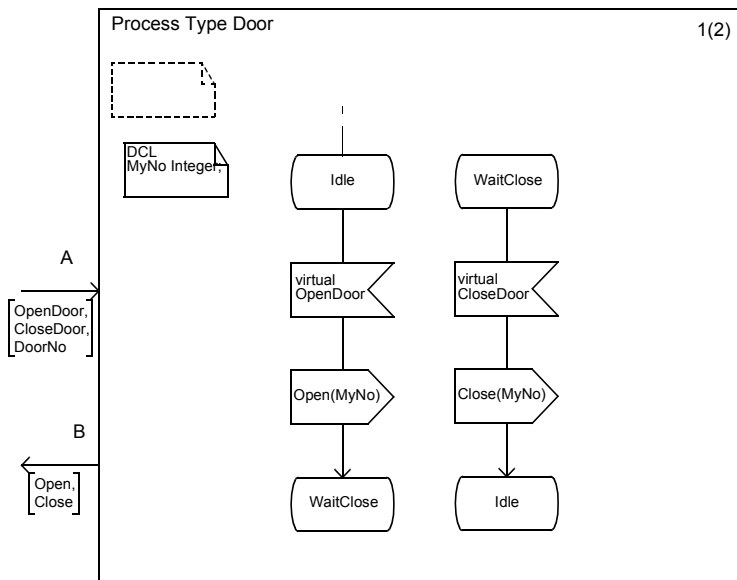 Process Type Door
1(2)
DCL
MyNo Integer;
Idle
WaitClose
A
virtual
OpenDoor
virtual
CloseDoor
OpenDoor,
CloseDoor,
DoorNo
Open(MyNo)
Close(MyNo)
B
Open,
Close
WaitClose
Idle